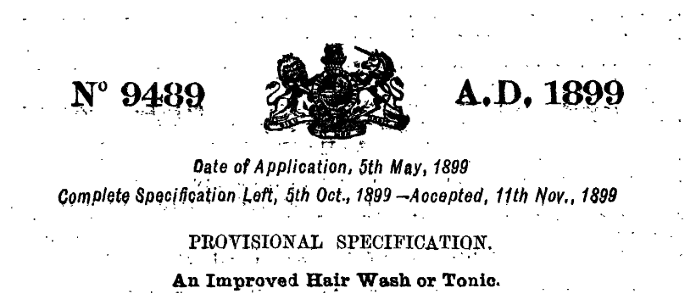 Nº 9489 A.D. 1899
Date of Application, 5th May, 1899
Complete Specification Left, 5th Oct., 1899—Accepted, 11th Nov., 1899
PROVISIONAL SPECIFICATION.
An Improved Hair Wash or Tonic.